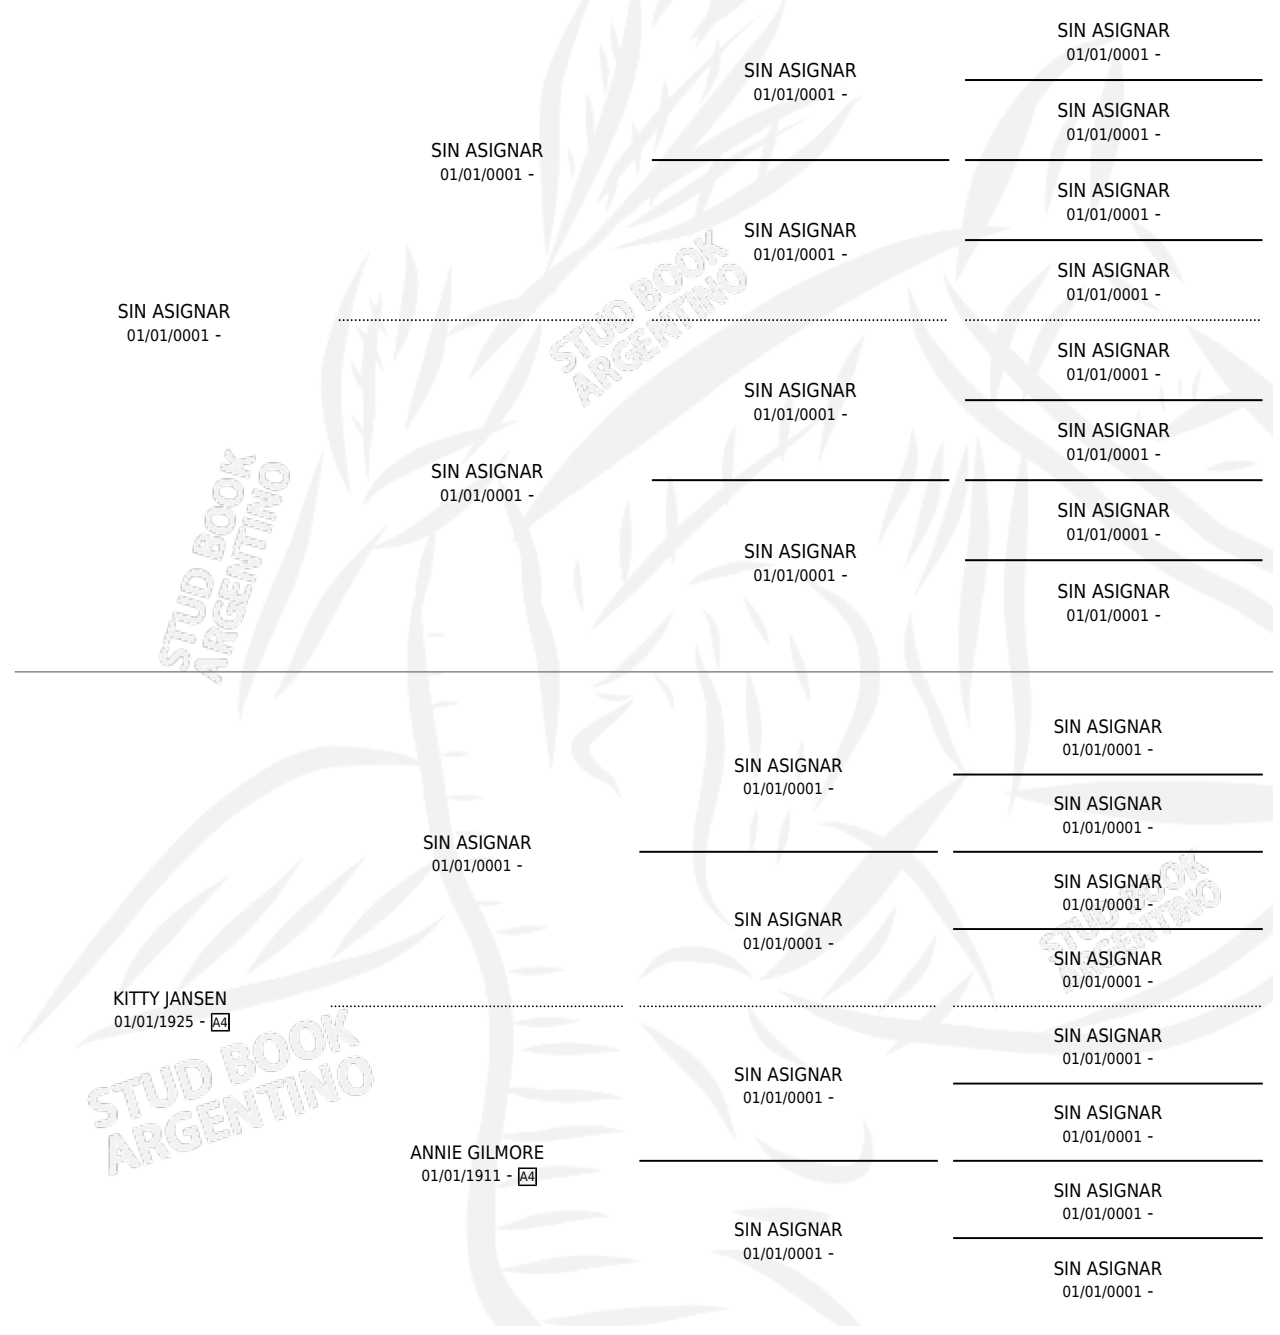 SIN ASIGNAR
01/01/0001 -
SIN ASIGNAR
01/01/0001 -
SIN ASIGNAR
01/01/0001 -
SIN ASIGNAR
01/01/0001 -
SIN ASIGNAR
01/01/0001 -
SIN ASIGNAR
01/01/0001 -
SIN ASIGNAR
01/01/0001 -
SIN ASIGNAR
01/01/0001 -
SIN ASIGNAR
01/01/0001 -
SIN ASIGNAR
01/01/0001 -
SIN ASIGNAR
01/01/0001 -
SIN ASIGNAR
01/01/0001 -
SIN ASIGNAR
01/01/0001 -
SIN ASIGNAR
01/01/0001 -
SIN ASIGNAR
01/01/0001 -
STUD BOOK
ARGENTINO
STUD BOOK
ARGENTINO
KITTY JANSEN
01/01/1925 - A4
SIN ASIGNAR
01/01/0001 -
ANNIE GILMORE
01/01/1911 - A4
SIN ASIGNAR
01/01/0001 -
SIN ASIGNAR
01/01/0001 -
SIN ASIGNAR
01/01/0001 -
SIN ASIGNAR
01/01/0001 -
SIN ASIGNAR
01/01/0001 -
SIN ASIGNAR
01/01/0001 -
SIN ASIGNAR
01/01/0001 -
SIN ASIGNAR
01/01/0001 -
SIN ASIGNAR
01/01/0001 -
SIN ASIGNAR
01/01/0001 -
SIN ASIGNAR
01/01/0001 -
SIN ASIGNAR
01/01/0001 -
STUD BOOK
ARGENTINO
STUD BOOK
ARGENTINO